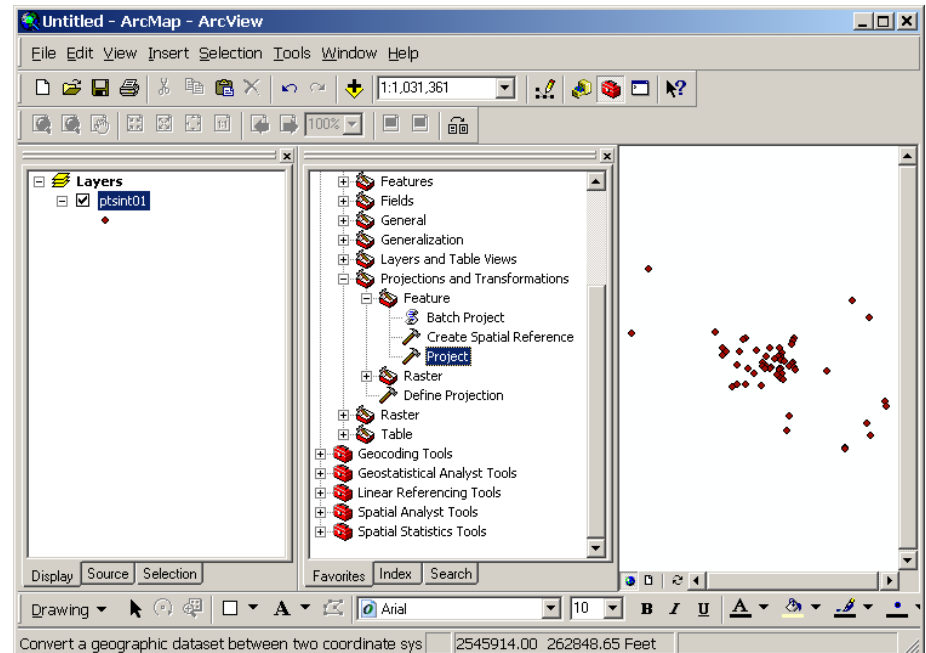 Untitled - ArcMap - ArcView
File Edit View Insert Selection Tools Window Help
1:1,031,361
100%
Layers
ptsint01
Features
Fields
General
Generalization
Layers and Table Views
Projections and Transformations
Feature
Batch Project
Create Spatial Reference
Project
Raster
Define Projection
Raster
Table
Geocoding Tools
Geostatistical Analyst Tools
Linear Referencing Tools
Spatial Analyst Tools
Spatial Statistics Tools
Display Source Selection
Favorites Index Search
Drawing A Arial 10 B I U A
Convert a geographic dataset between two coordinate sys 2545914.00 262848.65 Feet